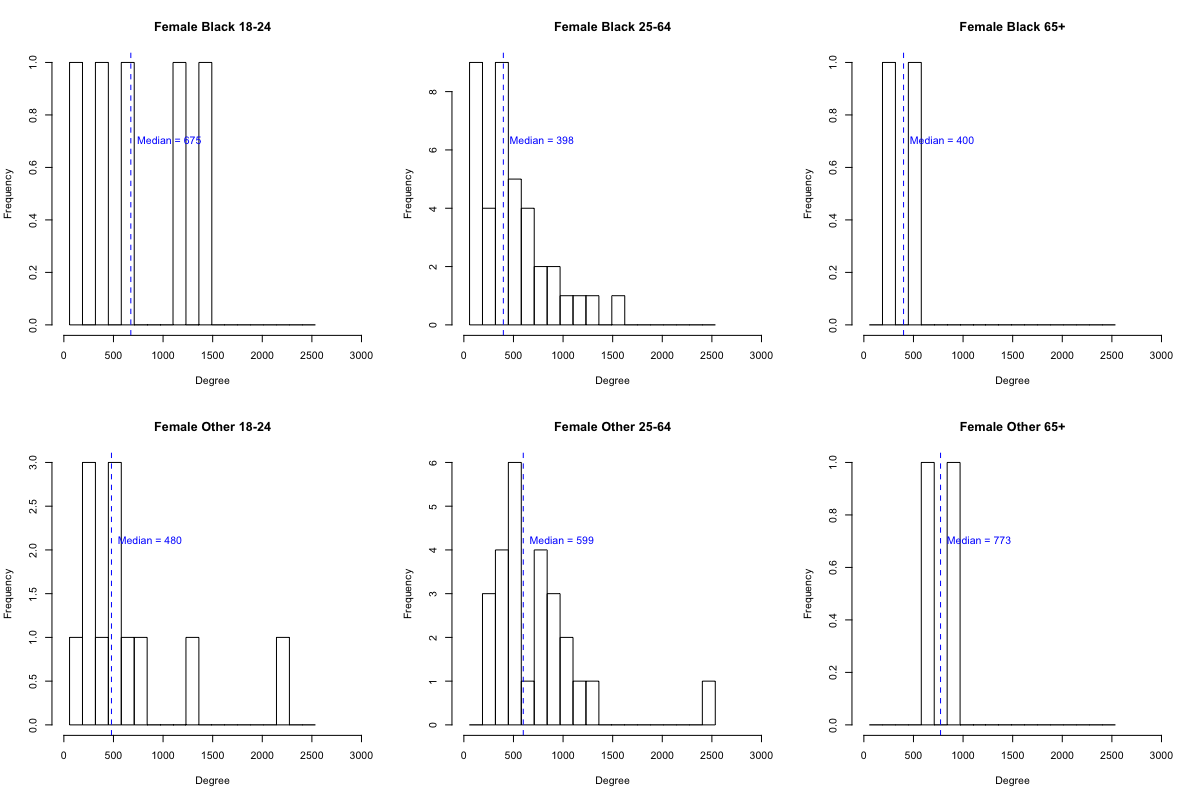 Female Black 18-24
Frequency
0.0 0.2 0.4 0.6 0.8 1.0
Median = 675
0 500 1000 1500 2000 2500 3000
Degree
Female Black 25-64
Frequency
0 2 4 6 8
Median = 398
0 500 1000 1500 2000 2500 3000
Degree
Female Black 65+
Frequency
0.0 0.2 0.4 0.6 0.8 1.0
Median = 400
0 500 1000 1500 2000 2500 3000
Degree
Female Other 18-24
Frequency
0.0 0.5 1.0 1.5 2.0 2.5 3.0
Median = 480
0 500 1000 1500 2000 2500 3000
Degree
Female Other 25-64
Frequency
0 1 2 3 4 5 6
Median = 599
0 500 1000 1500 2000 2500 3000
Degree
Female Other 65+
Frequency
0.0 0.2 0.4 0.6 0.8 1.0
Median = 773
0 500 1000 1500 2000 2500 3000
Degree